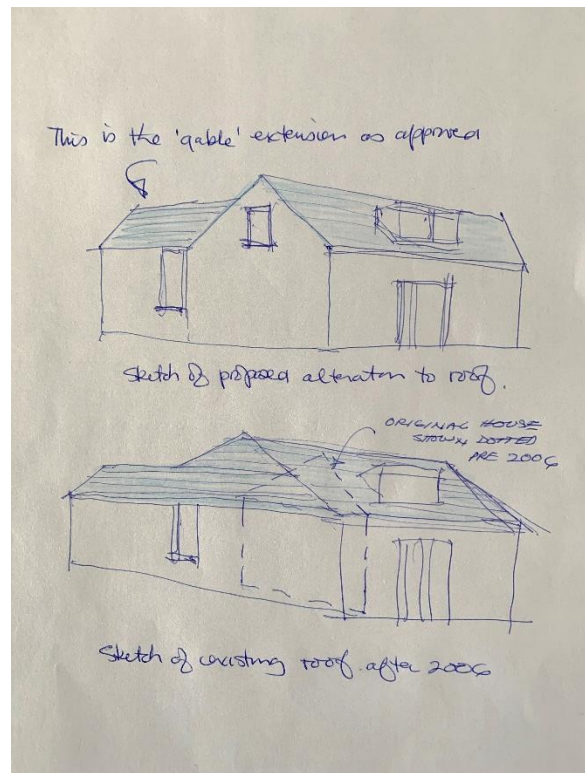 This is the 'gable' extension as approved
Sketch of proposed alteration to roof.
ORIGINAL HOUSE
SHOWN DOTTED
PRE 2006
Sketch of existing roof after 2006